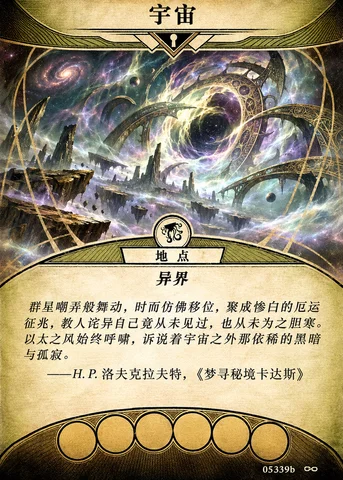 宇宙
地点
异界
群星嘲弄般舞动，时而仿佛移位，聚成惨白的厄运
征兆，教人诧异自己竟从未见过，也从未为之胆寒。
以太之风始终呼啸，诉说着宇宙之外那依稀的黑暗
与孤寂。
——H. P. 洛夫克拉夫特，《梦寻秘境卡达斯》
05339b